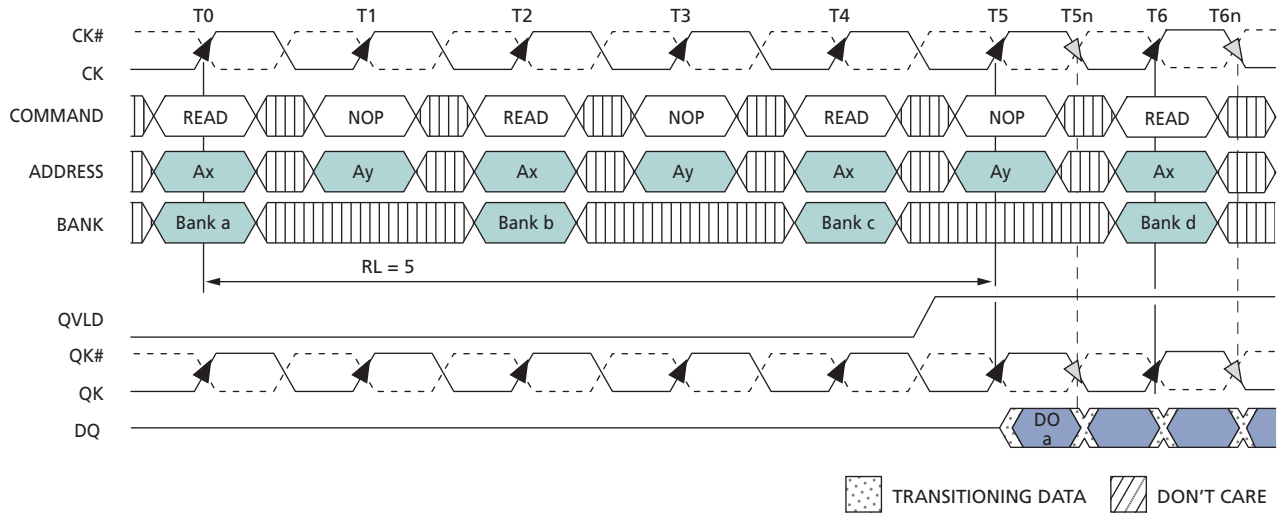 T0 T1 T2 T3 T4 T5 T5n T6 T6n
CK#
CK
COMMAND READ NOP READ NOP READ NOP READ
ADDRESS Ax Ay Ax Ay Ax Ay Ax
BANK Bank a Bank b Bank c Bank d
RL = 5
QVLD
QK#
QK
DQ DO
a
TRANSITIONING DATA DON'T CARE